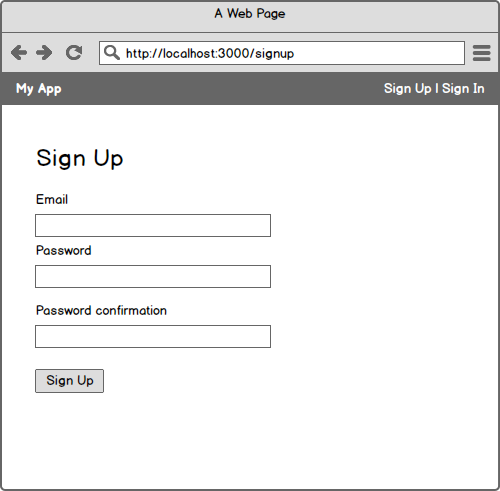 A Web Page
http://localhost:3000/signup
My App
Sign Up | Sign In
Sign Up
Email
Password
Password confirmation
Sign Up